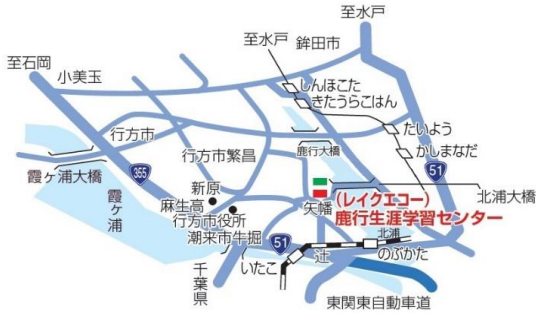 至水戸
至水戸
鉾田市
至石岡
小美玉
しんほこた
きたうらこはん
行方市
たいよう
行方市繁昌
鹿行大橋
かしまなだ
霞ヶ浦大橋
355
51
新原
北浦大橋
霞ヶ浦
麻生高
矢幡
(レイクエコー)
鹿行生涯学習センター
行方市役所
潮来市牛堀
51
北浦
いたこ
辻
のぶかた
千葉県
東関東自動車道